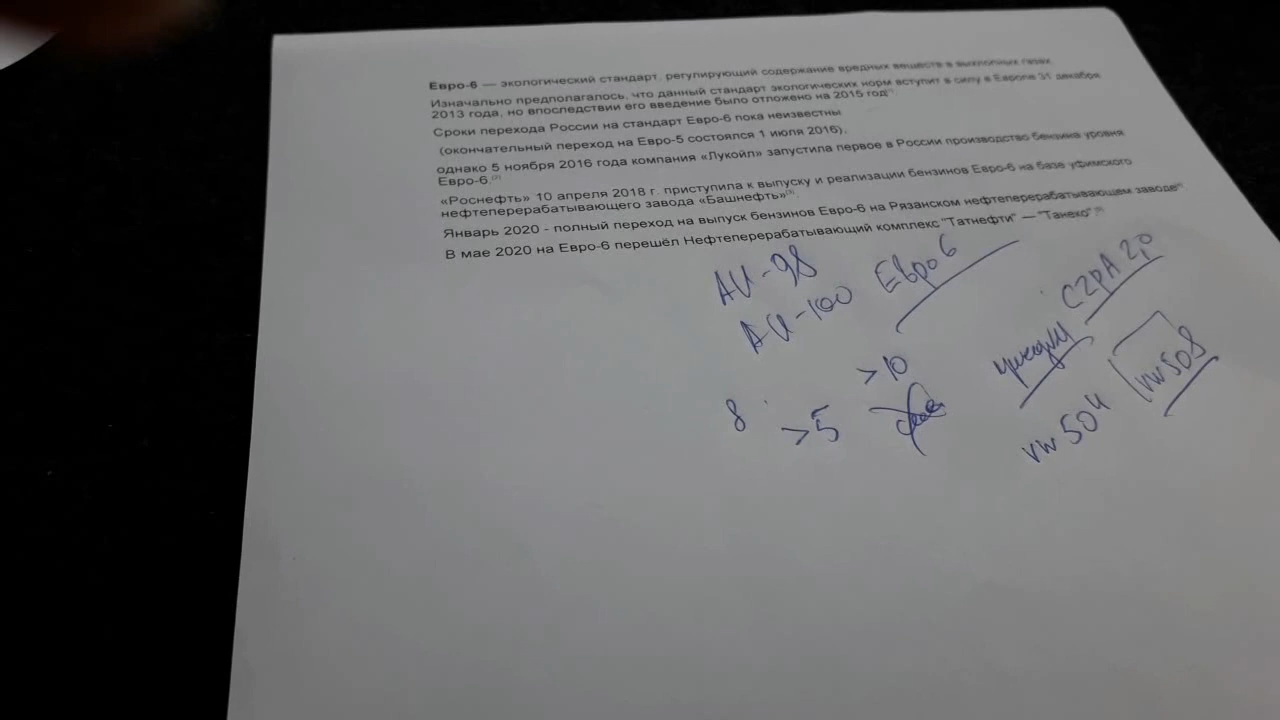 Евро-6 — экологический стандарт, регулирующий содержание вредных веществ в выхлопных газах.
Изначально предполагалось, что данный стандарт экологических норм вступит в силу в Европе 31 декабря
2013 года, но впоследствии его введение было отложено на 2015 год
Сроки перехода России на стандарт Евро-6 пока неизвестны
(окончательный переход на Евро-5 состоялся 1 июля 2016),
однако 5 ноября 2016 года компания «Лукойл» запустила первое в России производство бензина уровня
Евро-6.[2]
«Роснефть» 10 апреля 2018 г. приступила к выпуску и реализации бензинов Евро-6 на базе уфимского
нефтеперерабатывающего завода «Башнефть»[3].
Январь 2020 - полный переход на выпуск бензинов Евро-6 на Рязанском нефтеперерабатывающем заводе
В мае 2020 на Евро-6 перешёл Нефтеперерабатывающий комплекс "Татнефти" — "Танеко".
АИ-98
АИ-100 Евро 6
CZPA 2,0
>10
8 >5
VW 504 VW 508